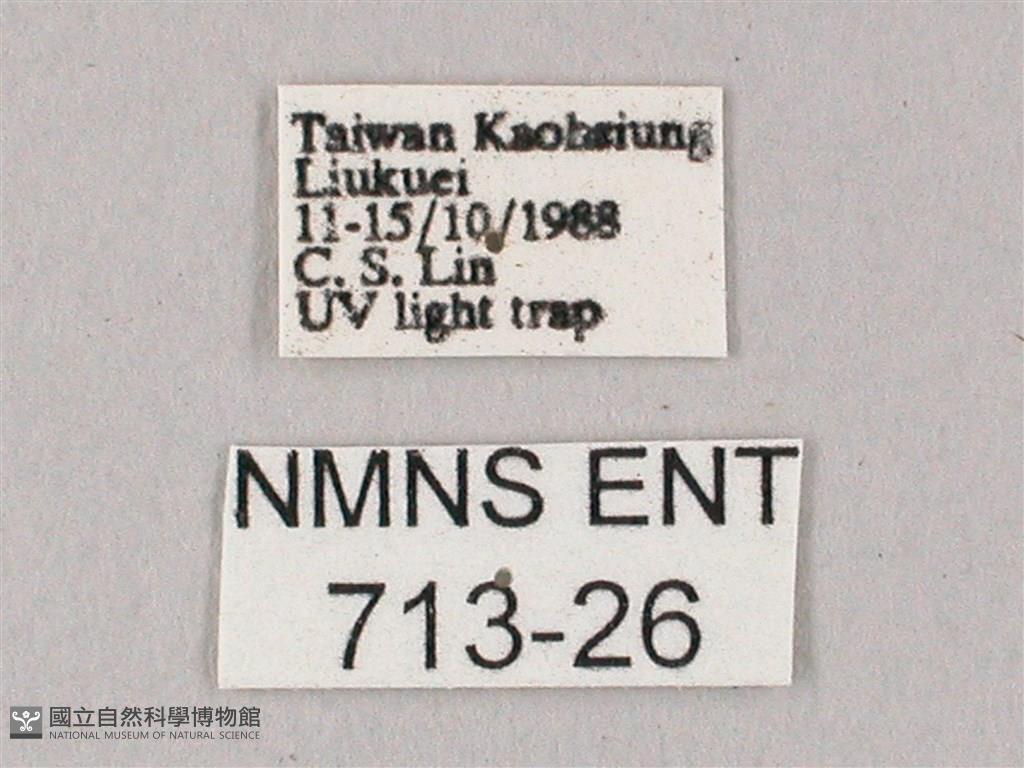 Taiwan Kaohsiung
Liukuei
11-15/10/1988
C. S. Lin
UV light trap
NMNS ENT
713-26
國立自然科學博物館
NATIONAL MUSEUM OF NATURAL SCIENCE